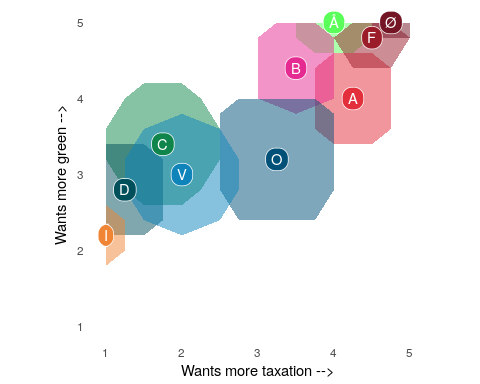 5
Å
Ø
F
B
4
A
C
O
3
V
D
I
2
1
1 2 3 4 5
Wants more taxation -->
Wants more green -->